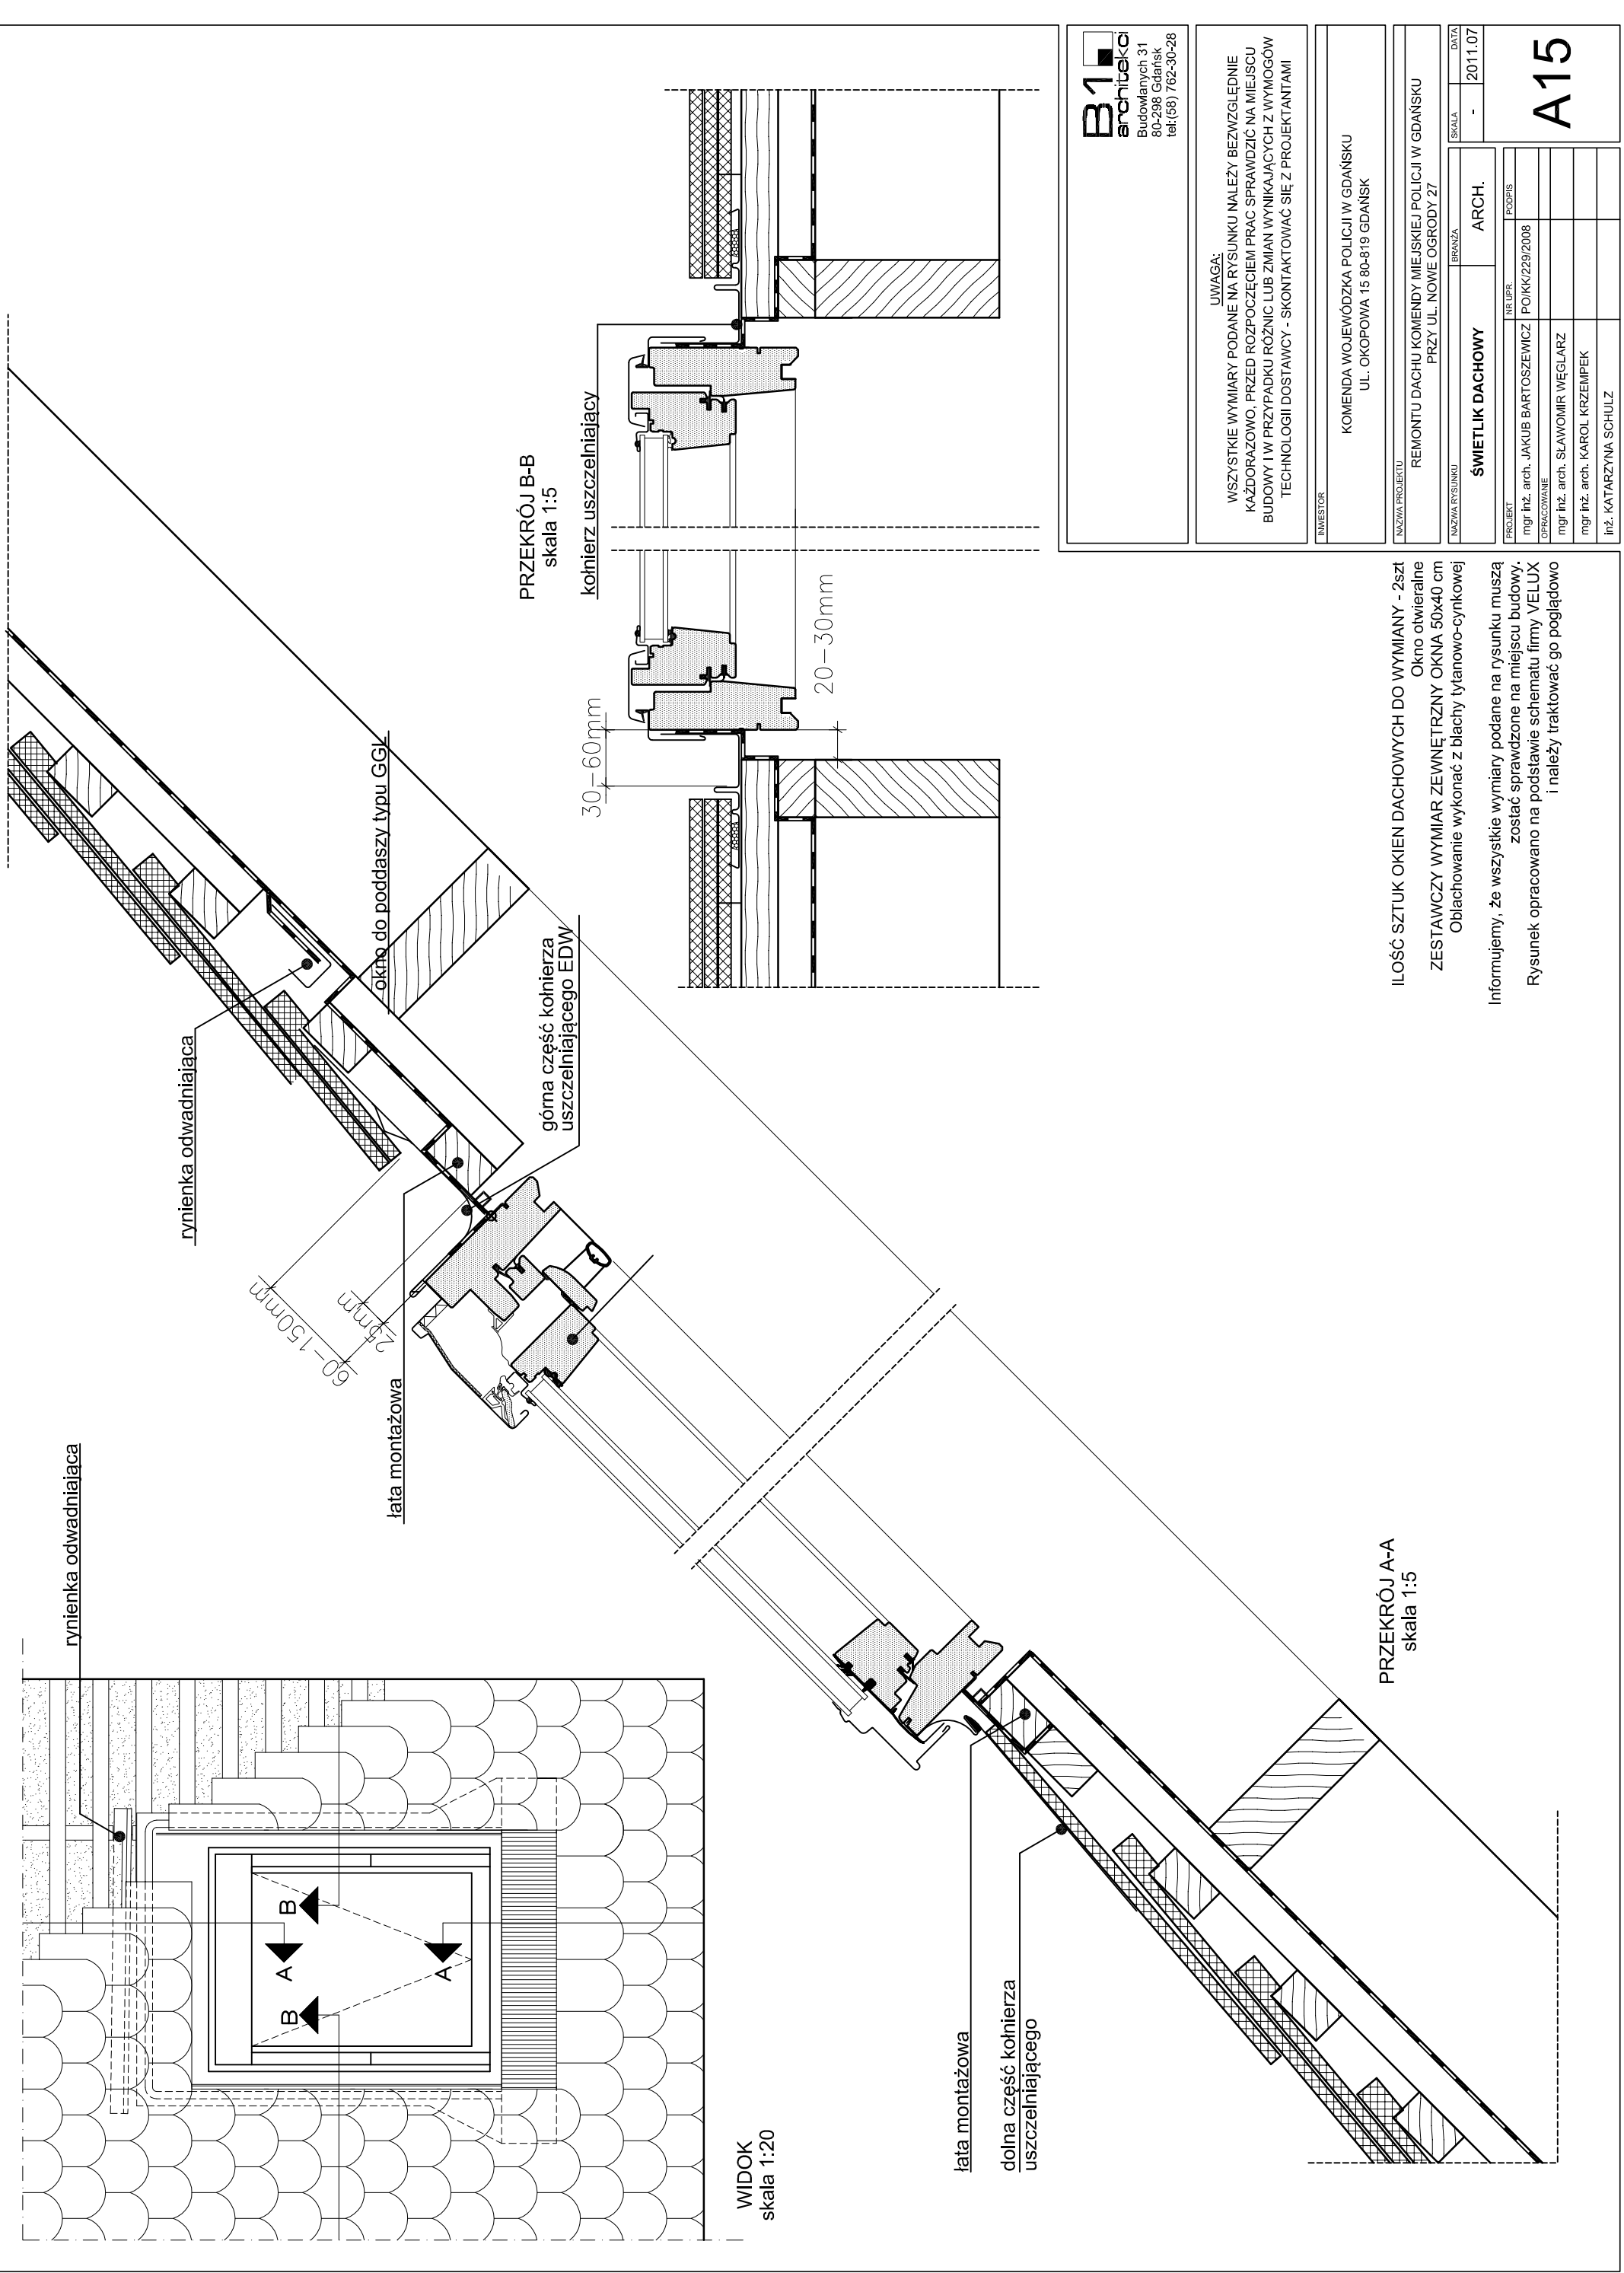 rynienka odwadniająca
WIDOK
skala 1:20
A
A
B
B
rynienka odwadniająca
okno do poddaszy typu GGL
łata montażowa
górna część kołnierza
uszczelniającego EDW
60-150mm
25mm
łata montażowa
dolna część kołnierza
uszczelniającego
PRZEKRÓJ A-A
skala 1:5
PRZEKRÓJ B-B
skala 1:5
kołnierz uszczelniający
30-60mm
20-30mm
ILOŚĆ SZTUK OKIEN DACHOWYCH DO WYMIANY - 2szt
Okno otwieralne
ZESTAWCZY WYMIAR ZEWNĘTRZNY OKNA 50x40 cm
Oblachowanie wykonać z blachy tytanowo-cynkowej
Informujemy, że wszystkie wymiary podane na rysunku muszą
zostać sprawdzone na miejscu budowy.
Rysunek opracowano na podstawie schematu firmy VELUX
i należy traktować go poglądowo
B1
architekci
Budowlanych 31
80-298 Gdańsk
tel:(58) 762-30-28
UWAGA:
WSZYSTKIE WYMIARY PODANE NA RYSUNKU NALEŻY BEZWZGLĘDNIE
KAŻDORAZOWO, PRZED ROZPOCZĘCIEM PRAC SPRAWDZIĆ NA MIEJSCU
BUDOWY I W PRZYPADKU RÓŻNIC LUB ZMIAN WYNIKAJĄCYCH Z WYMOGÓW
TECHNOLOGII DOSTAWCY - SKONTAKTOWAĆ SIĘ Z PROJEKTANTAMI
INWESTOR
KOMENDA WOJEWÓDZKA POLICJI W GDAŃSKU
UL. OKOPOWA 15 80-819 GDAŃSK
NAZWA PROJEKTU
REMONTU DACHU KOMENDY MIEJSKIEJ POLICJI W GDAŃSKU
PRZY UL. NOWE OGRODY 27
NAZWA RYSUNKU
ŚWIETLIK DACHOWY
BRANŻA
ARCH.
SKALA
-
DATA
2011.07
A15
PROJEKT NR UPR. PODPIS
mgr inż. arch. JAKUB BARTOSZEWICZ PO/KK/229/2008
OPRACOWANIE
mgr inż. arch. SŁAWOMIR WĘGLARZ
mgr inż. arch. KAROL KRZEMPEK
inż. KATARZYNA SCHULZ